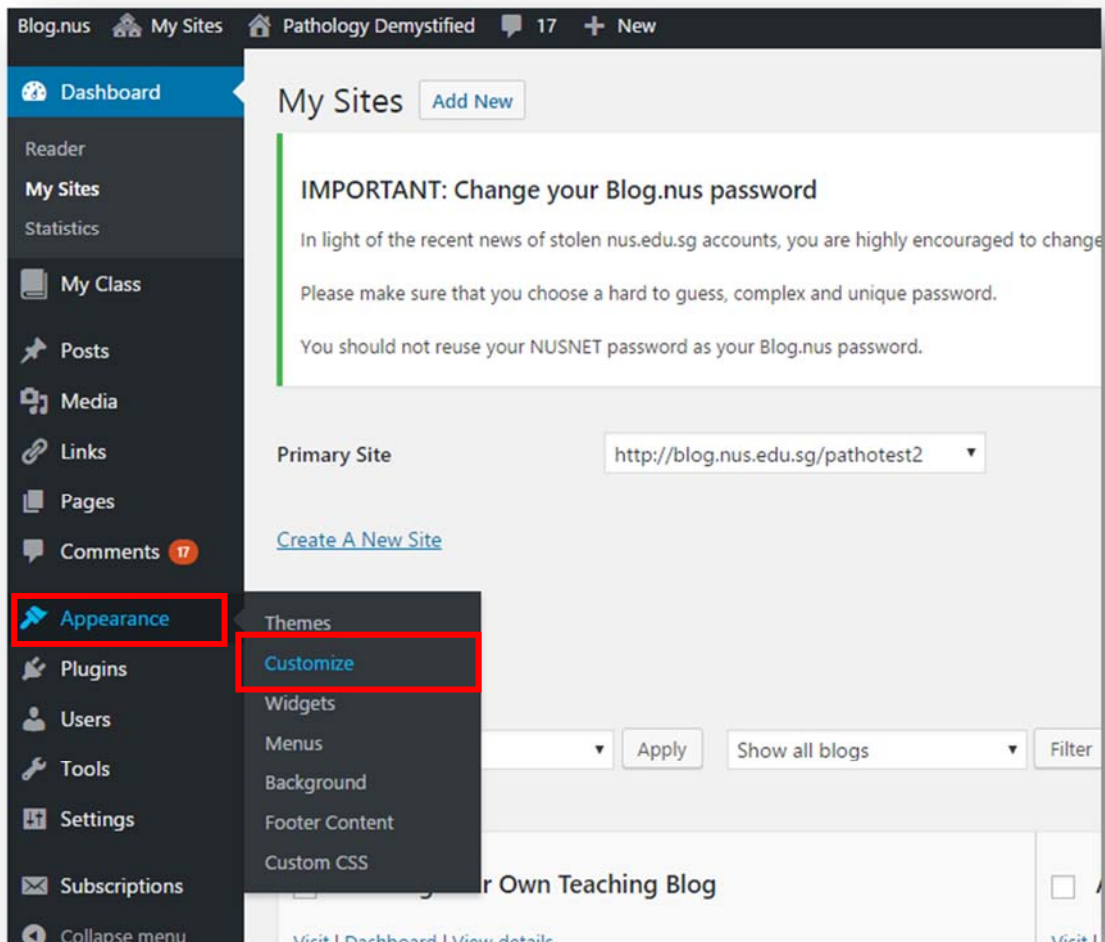 Blog.nus My Sites Pathology Demystified 17 New
Dashboard
Reader
My Sites
Statistics
My Class
Posts
Media
Links
Pages
Comments 17
Appearance
Plugins
Users
Tools
Settings
Subscriptions
Collapse menu
Themes
Customize
Widgets
Menus
Background
Footer Content
Custom CSS
My Sites Add New
IMPORTANT: Change your Blog.nus password
In light of the recent news of stolen nus.edu.sg accounts, you are highly encouraged to change
Please make sure that you choose a hard to guess, complex and unique password.
You should not reuse your NUSNET password as your Blog.nus password.
Primary Site http://blog.nus.edu.sg/pathotest2
Create A New Site
Apply Show all blogs Filter
Own Teaching Blog
Visit | Dashboard | View details Visit |